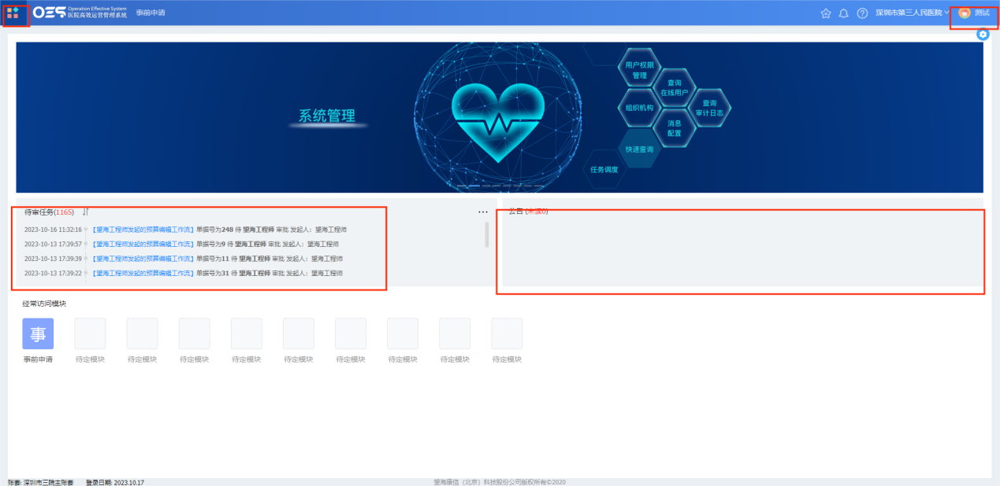 OES Operation Effective System
医院高效运营管理系统
事前申请
深圳市第三人民医院
测试
系统管理
用户权限
管理
查询
在线用户
组织机构
查询
审计日志
消息
配置
快速查询
任务调度
待审任务(1165)
公告 (未读0)
2023-10-16 11:32:16 【望海工程师发起的预算编辑工作流】单据号为248 待 望海工程师 审批 发起人：望海工程师
2023-10-13 17:39:57 【望海工程师发起的预算编辑工作流】单据号为9 待 望海工程师 审批 发起人：望海工程师
2023-10-13 17:39:39 【望海工程师发起的预算编辑工作流】单据号为11 待 望海工程师 审批 发起人：望海工程师
2023-10-13 17:39:22 【望海工程师发起的预算编辑工作流】单据号为31 待 望海工程师 审批 发起人：望海工程师
经常访问模块
事
事前申请 待定模块 待定模块 待定模块 待定模块 待定模块 待定模块 待定模块 待定模块 待定模块
账套: 深圳市三院主账套 登录日期: 2023.10.17
望海康信（北京）科技股份公司版权所有©2020